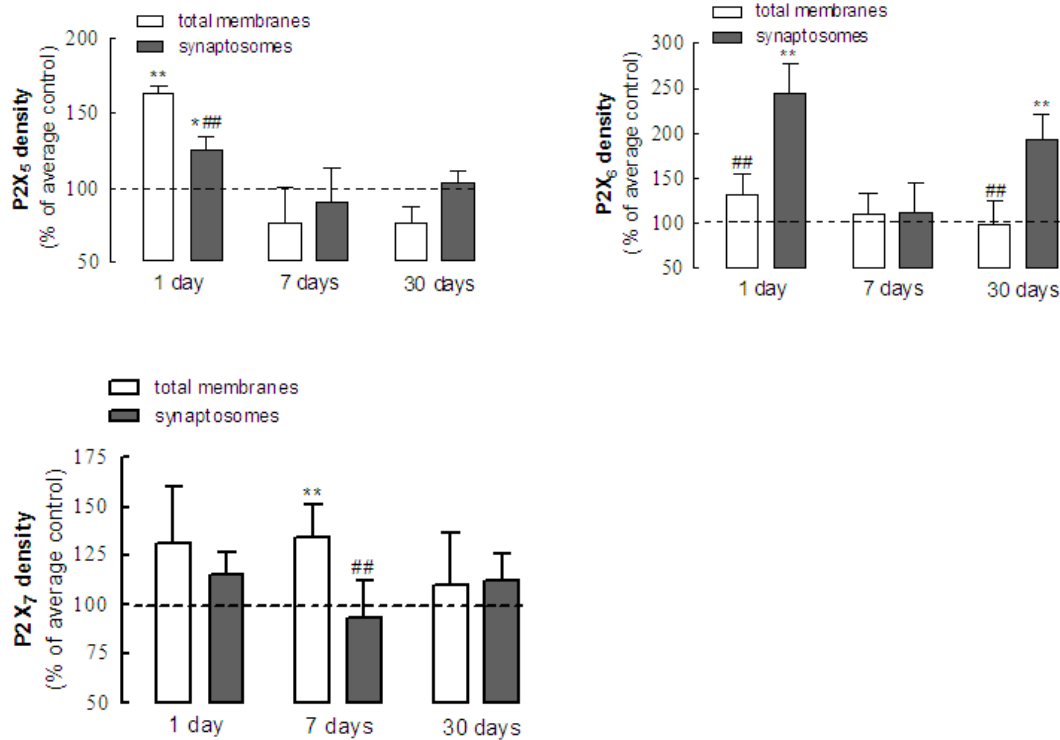 total membranes
synaptosomes
P2X₅ density
(% of average control)
200
150
100
50
**
*##
1 day
7 days
30 days
total membranes
synaptosomes
P2X₆ density
(% of average control)
300
250
200
150
100
50
##
**
##
**
1 day
7 days
30 days
total membranes
synaptosomes
P2X₇ density
(% of average control)
175
150
125
100
75
50
**
##
1 day
7 days
30 days